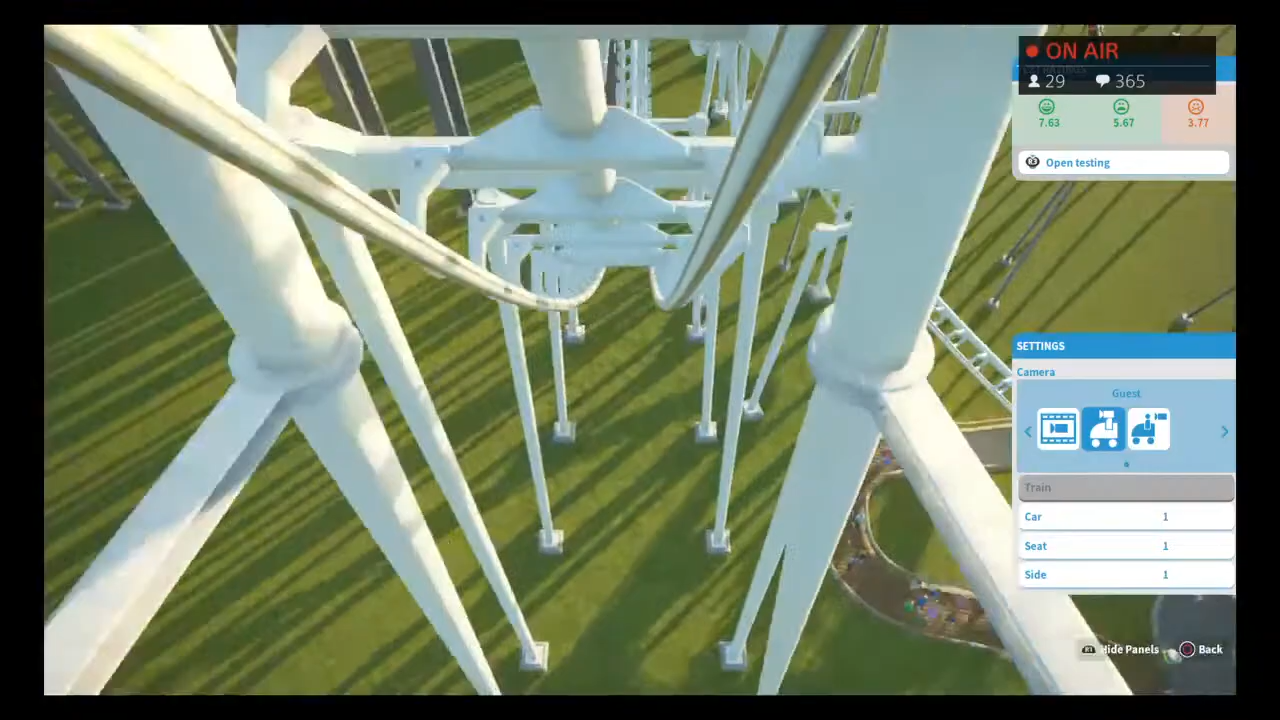 ON AIR
29 365
7.63 5.67 3.77
Open testing
SETTINGS
Camera
Guest
Train
Car 1
Seat 1
Side 1
Hide Panels Back